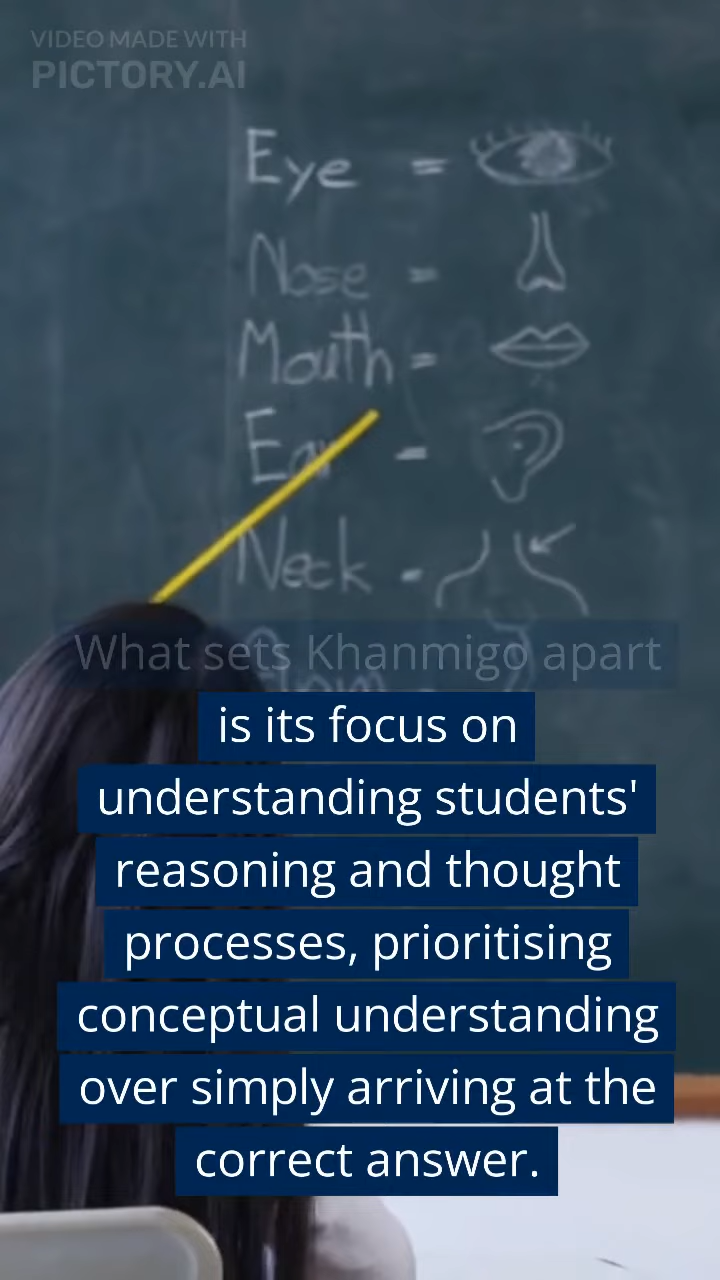 VIDEO MADE WITH
PICTORY.AI
Eye =
Nose =
Mouth =
Ear =
Neck -
What sets Khanmigo apart
is its focus on
understanding students'
reasoning and thought
processes, prioritising
conceptual understanding
over simply arriving at the
correct answer.